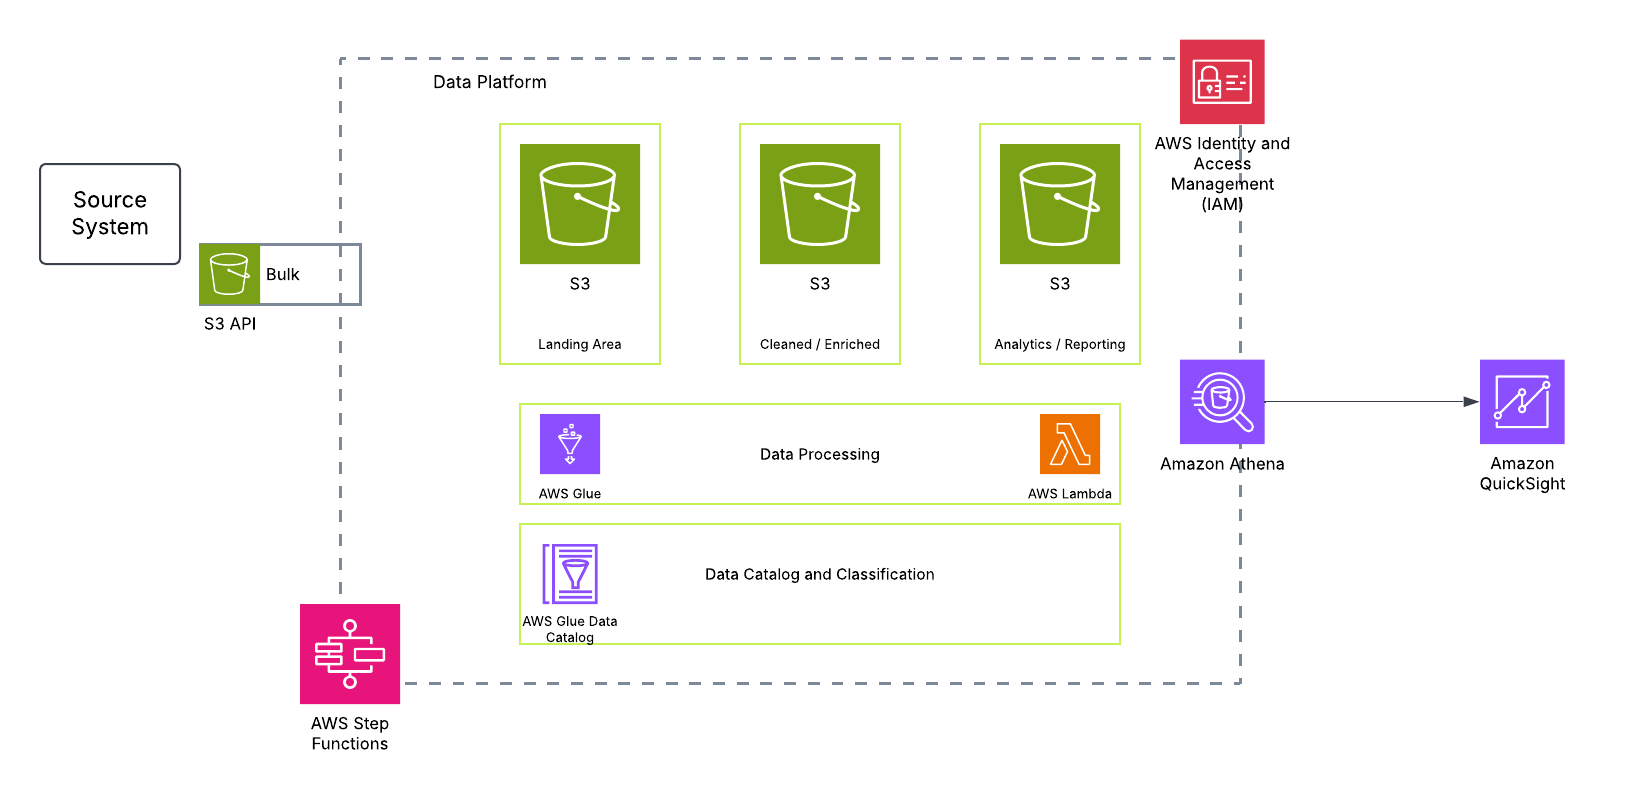 Data Platform
AWS Identity and
Access
Management
(IAM)
Source
System
Bulk
S3 API
S3
Landing Area
S3
Cleaned / Enriched
S3
Analytics / Reporting
AWS Glue
Data Processing
AWS Lambda
Amazon Athena
Amazon
QuickSight
Data Catalog and Classification
AWS Glue Data
Catalog
AWS Step
Functions